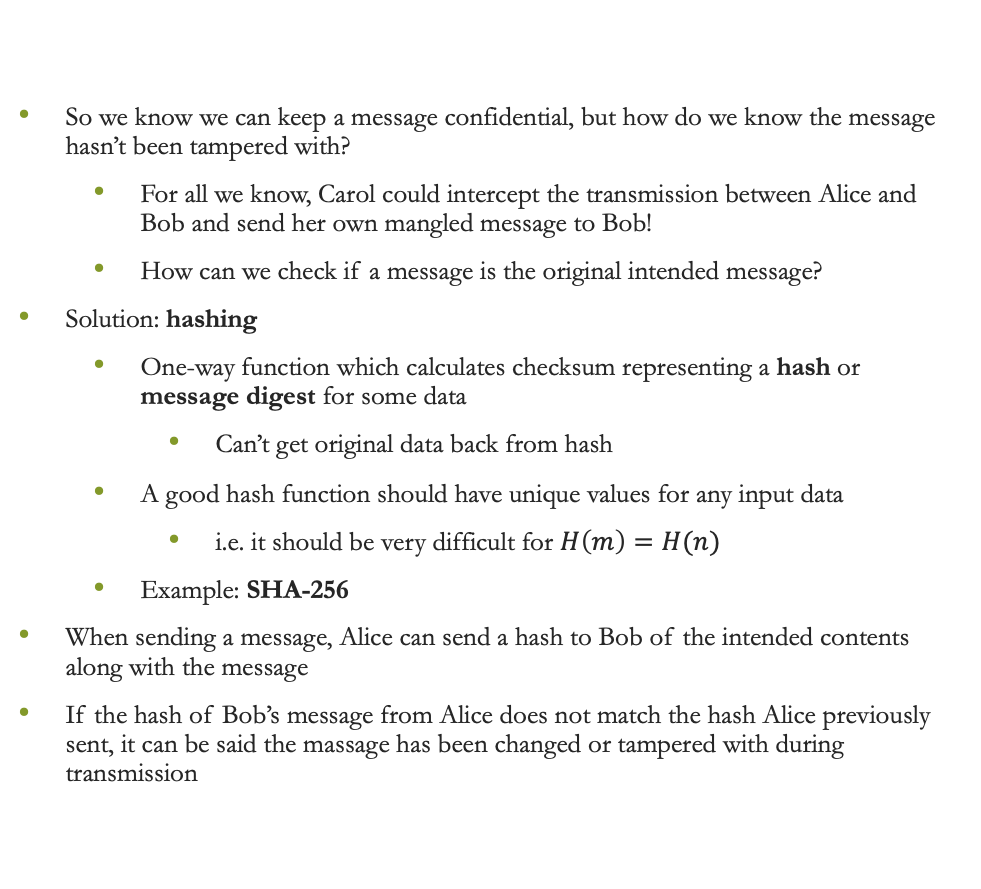 So we know we can keep a message confidential, but how do we know the message
hasn't been tampered with?
For all we know, Carol could intercept the transmission between Alice and
Bob and send her own mangled message to Bob!
How can we check if a message is the original intended message?
Solution: hashing
One-way function which calculates checksum representing a hash or
message digest for some data
Can't get original data back from hash
A good hash function should have unique values for any input data
i.e. it should be very difficult for H(m) = H(n)
Example: SHA-256
When sending a message, Alice can send a hash to Bob of the intended contents
along with the message
If the hash of Bob's message from Alice does not match the hash Alice previously
sent, it can be said the massage has been changed or tampered with during
transmission